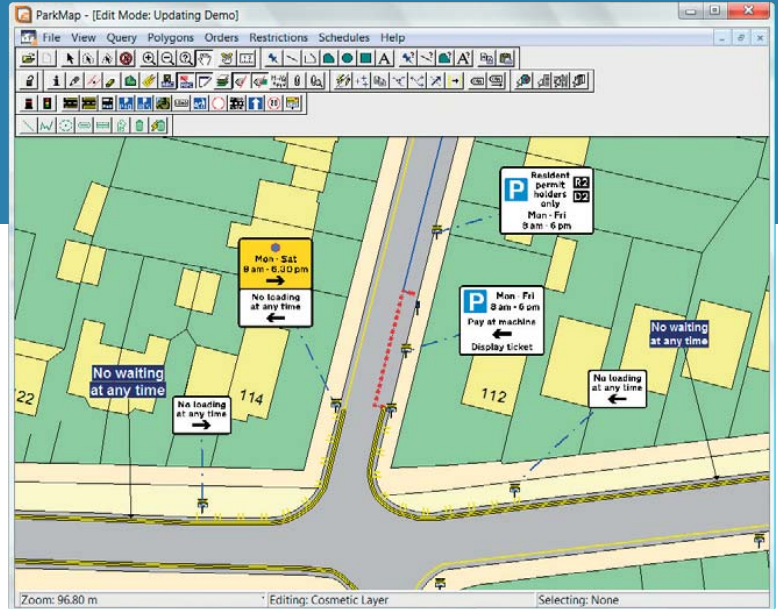 ParkMap - [Edit Mode: Updating Demo]
File View Query Polygons Orders Restrictions Schedules Help
Resident
permit
holders
only
R2
D2
P
Mon - Fri
8 am - 6 pm
Mon - Sat
8 am - 6.30 pm
No loading
at any time
P
Mon - Fri
8 am - 6 pm
Pay at machine
Display ticket
No waiting
at any time
No waiting
at any time
No loading
at any time
No loading
at any time
122
114
112
Zoom: 96.80 m
Editing: Cosmetic Layer
Selecting: None